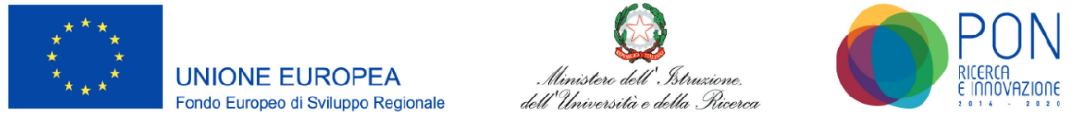 UNIONE EUROPEA
Fondo Europeo di Sviluppo Regionale
Ministero dell'Istruzione.
dell'Università e della Ricerca
PON
RICERCA
E INNOVAZIONE
2014 - 2020